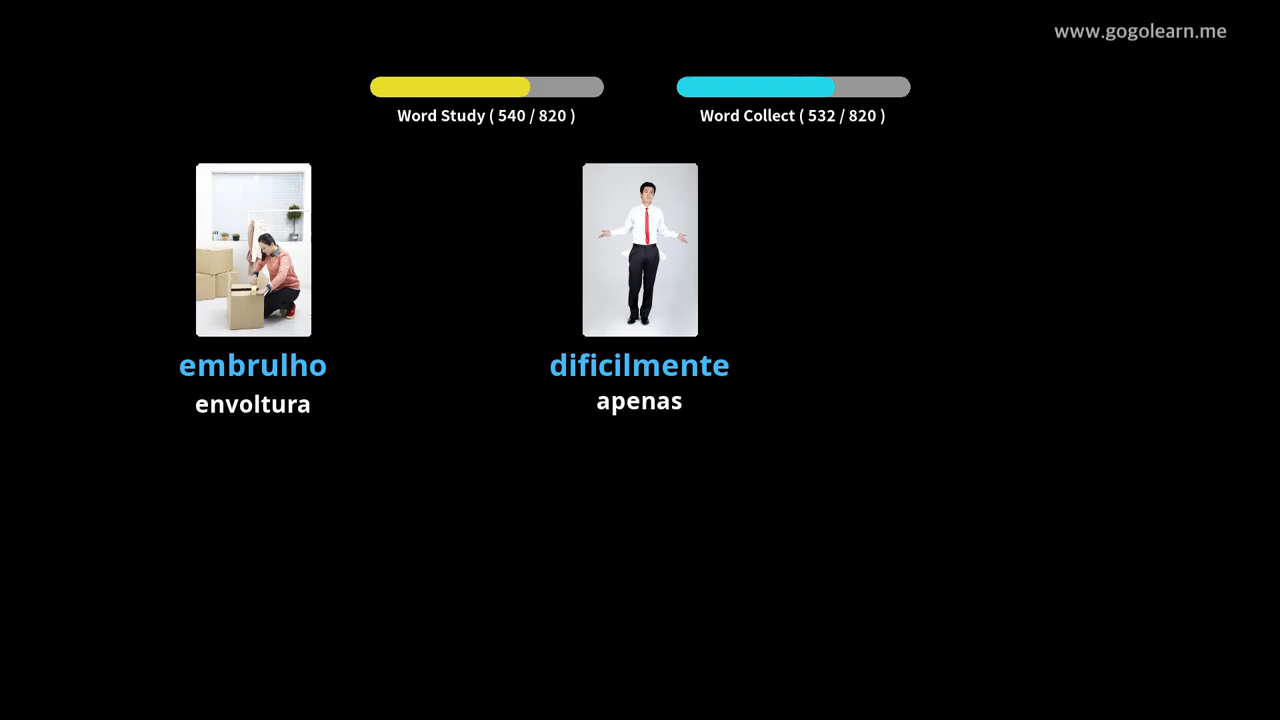 www.gogolearn.me
Word Study ( 540 / 820 )
Word Collect ( 532 / 820 )
embrulho
envoltura
dificilmente
apenas